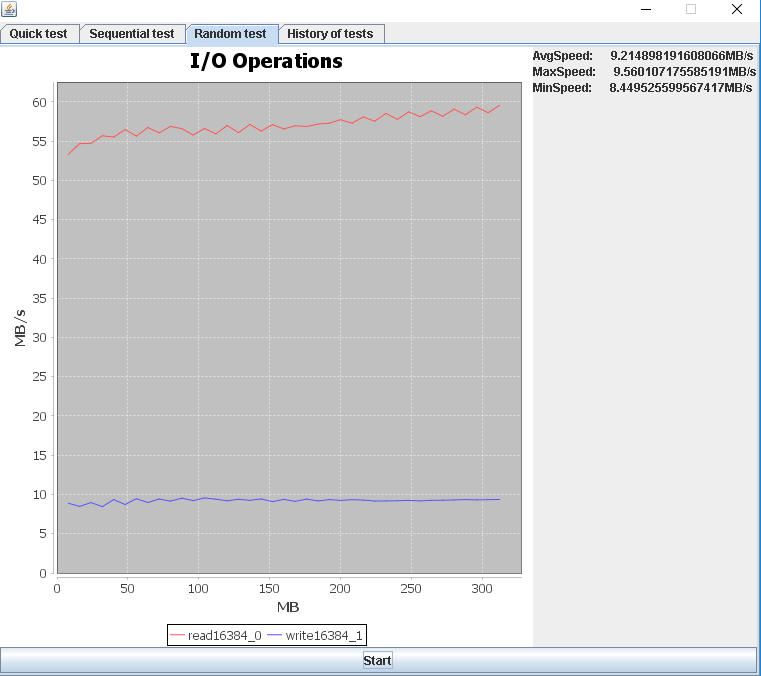 Quick test Sequential test Random test History of tests
I/O Operations
AvgSpeed: 9.214898191608066MB/s
MaxSpeed: 9.560107175585191MB/s
MinSpeed: 8.449525599567417MB/s
60
55
50
45
40
35
30
25
20
15
10
5
0
MB/s
0 50 100 150 200 250 300
MB
read16384_0 write16384_1
Start